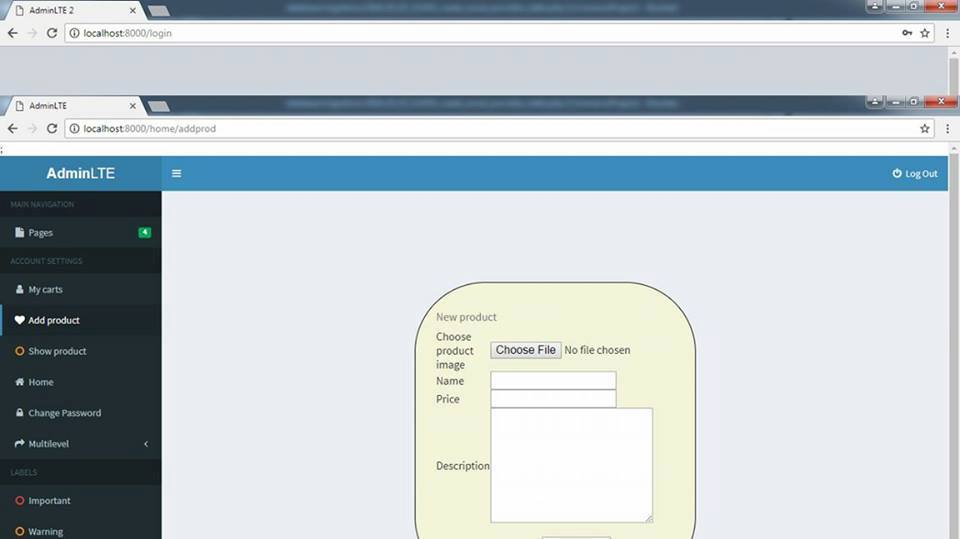 AdminLTE 2
localhost:8000/login
AdminLTE
localhost:8000/home/addprod
;
AdminLTE
Log Out
MAIN NAVIGATION
Pages
4
ACCOUNT SETTINGS
My carts
Add product
Show product
Home
Change Password
Multilevel
LABELS
Important
Warning
New product
Choose product image
Choose File No file chosen
Name
Price
Description